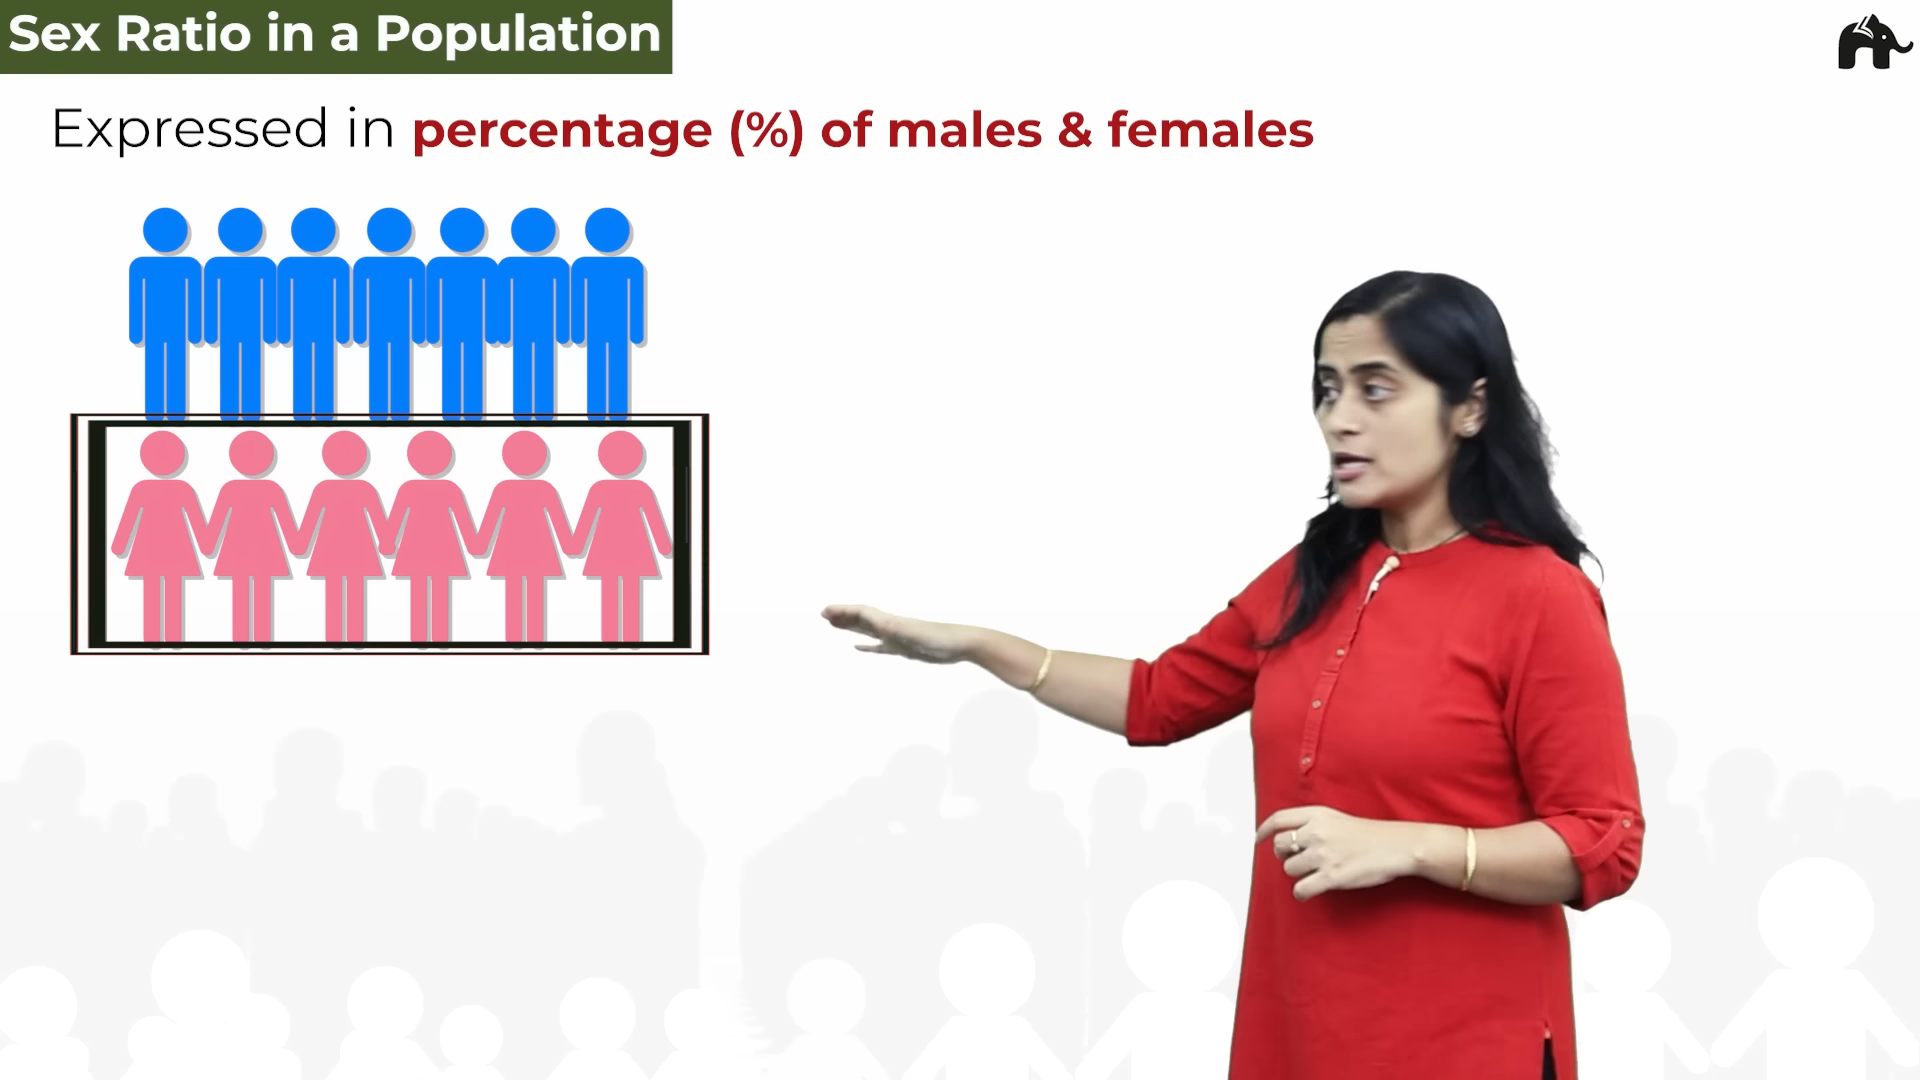 Sex Ratio in a Population
Expressed in percentage (%) of males & females